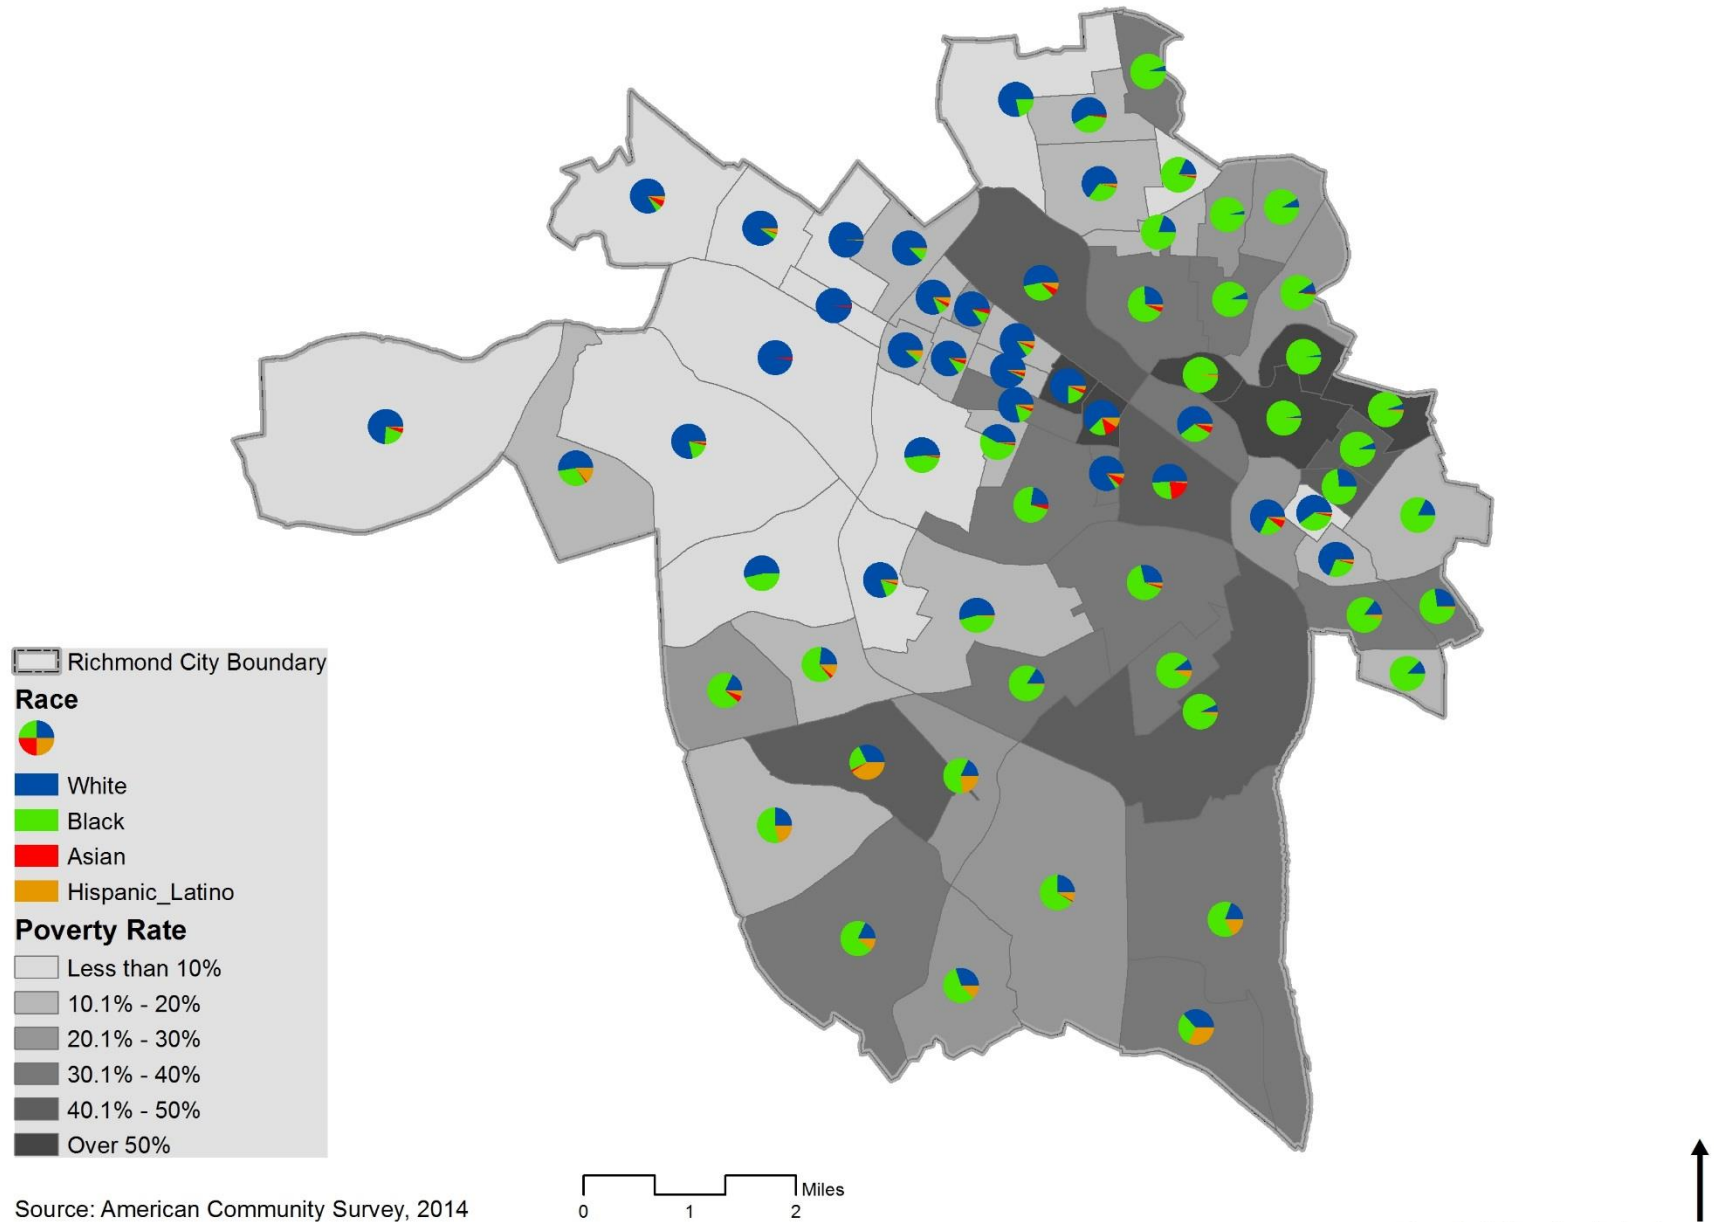 Richmond City Boundary
Race
White
Black
Asian
Hispanic_Latino
Poverty Rate
Less than 10%
10.1% - 20%
20.1% - 30%
30.1% - 40%
40.1% - 50%
Over 50%
Source: American Community Survey, 2014
Miles
0 1 2